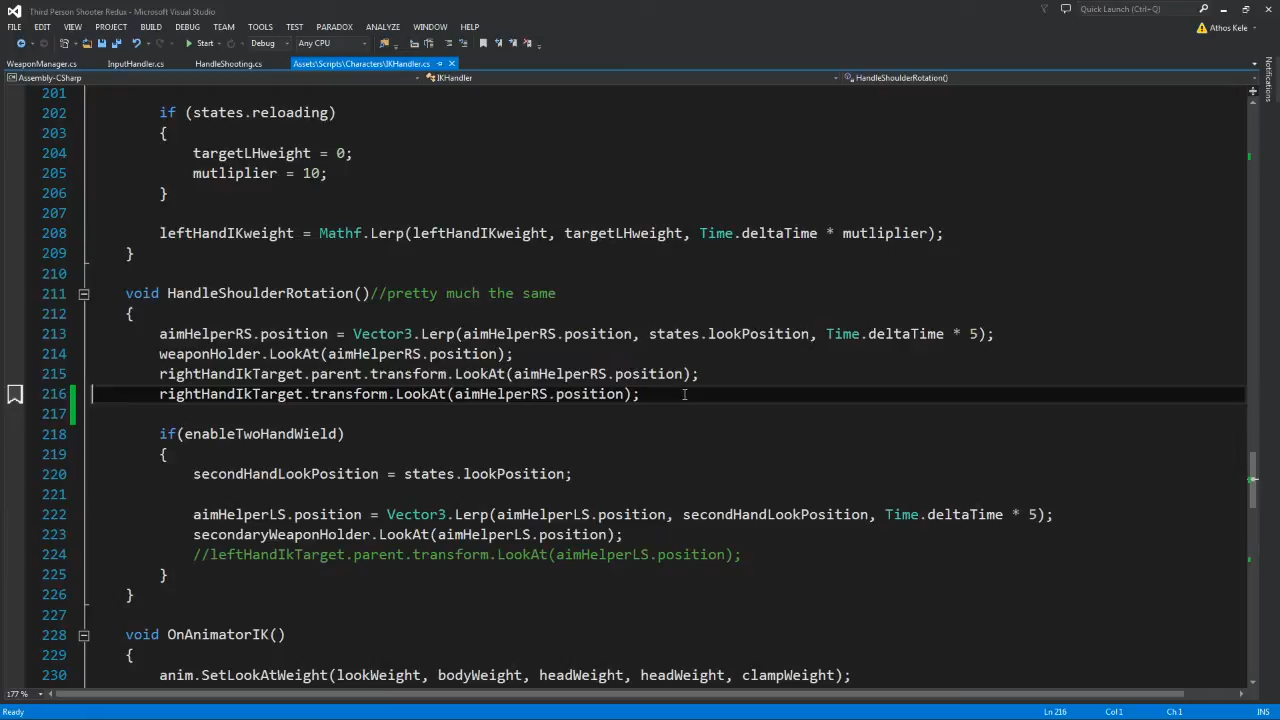 Third Person Shooter Redux - Microsoft Visual Studio
Quick Launch (Ctrl+Q)
FILE EDIT VIEW PROJECT BUILD DEBUG TEAM TOOLS TEST PARADOX ANALYZE WINDOW HELP
Athos Kele
Start Debug Any CPU
WeaponManager.cs InputHandler.cs HandleShooting.cs Assets\Scripts\Characters\IKHandler.cs
Assembly-CSharp IKHandler HandleShoulderRotation()
201
202 if (states.reloading)
203 {
204 targetLHweight = 0;
205 mutliplier = 10;
206 }
207
208 leftHandIKweight = Mathf.Lerp(leftHandIKweight, targetLHweight, Time.deltaTime * mutliplier);
209 }
210
211 void HandleShoulderRotation()//pretty much the same
212 {
213 aimHelperRS.position = Vector3.Lerp(aimHelperRS.position, states.lookPosition, Time.deltaTime * 5);
214 weaponHolder.LookAt(aimHelperRS.position);
215 rightHandIkTarget.parent.transform.LookAt(aimHelperRS.position);
216 rightHandIkTarget.transform.LookAt(aimHelperRS.position);
217
218 if(enableTwoHandWield)
219 {
220 secondHandLookPosition = states.lookPosition;
221
222 aimHelperLS.position = Vector3.Lerp(aimHelperLS.position, secondHandLookPosition, Time.deltaTime * 5);
223 secondaryWeaponHolder.LookAt(aimHelperLS.position);
224 //leftHandIkTarget.parent.transform.LookAt(aimHelperLS.position);
225 }
226 }
227
228 void OnAnimatorIK()
229 {
230 anim.SetLookAtWeight(lookWeight, bodyWeight, headWeight, headWeight, clampWeight);
Notifications
177 %
Ready Ln 216 Col 1 Ch 1 INS